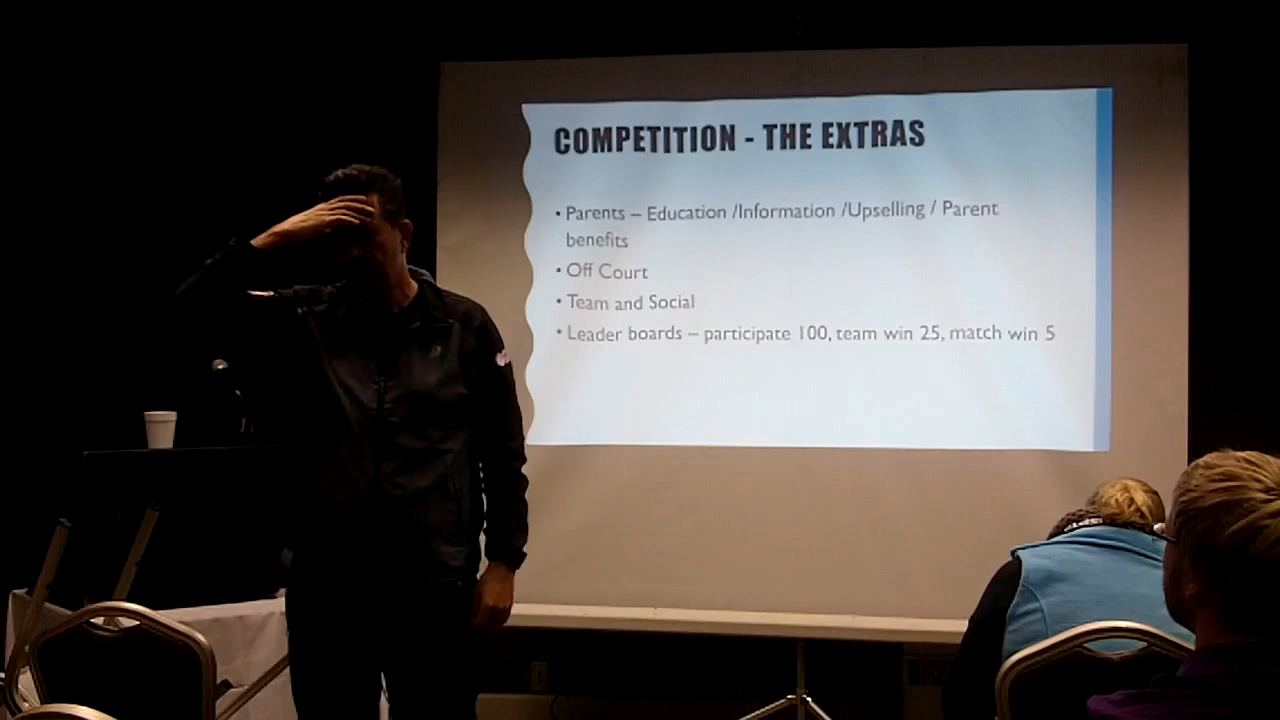 COMPETITION - THE EXTRAS
• Parents – Education /Information /Upselling / Parent
benefits
• Off Court
• Team and Social
• Leader boards – participate 100, team win 25, match win 5